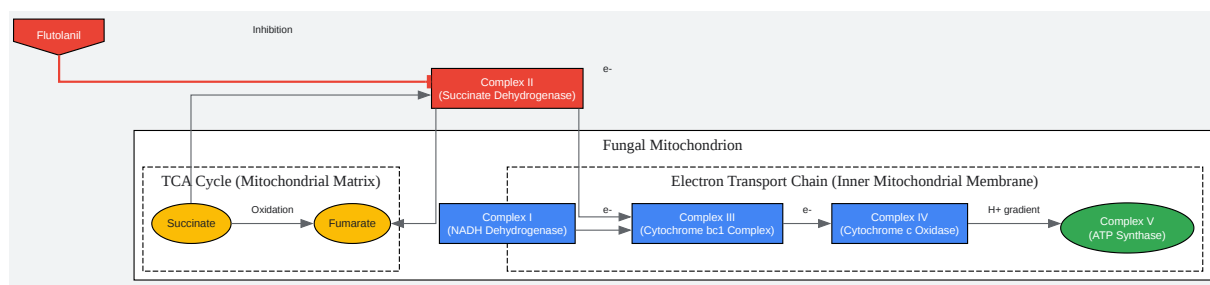 Flutolanil
Inhibition
e-
Complex II
(Succinate Dehydrogenase)
Fungal Mitochondrion
TCA Cycle (Mitochondrial Matrix)
Electron Transport Chain (Inner Mitochondrial Membrane)
Succinate
Oxidation
Fumarate
Complex I
(NADH Dehydrogenase)
e-
Complex III
(Cytochrome bc1 Complex)
e-
Complex IV
(Cytochrome c Oxidase)
H+ gradient
Complex V
(ATP Synthase)